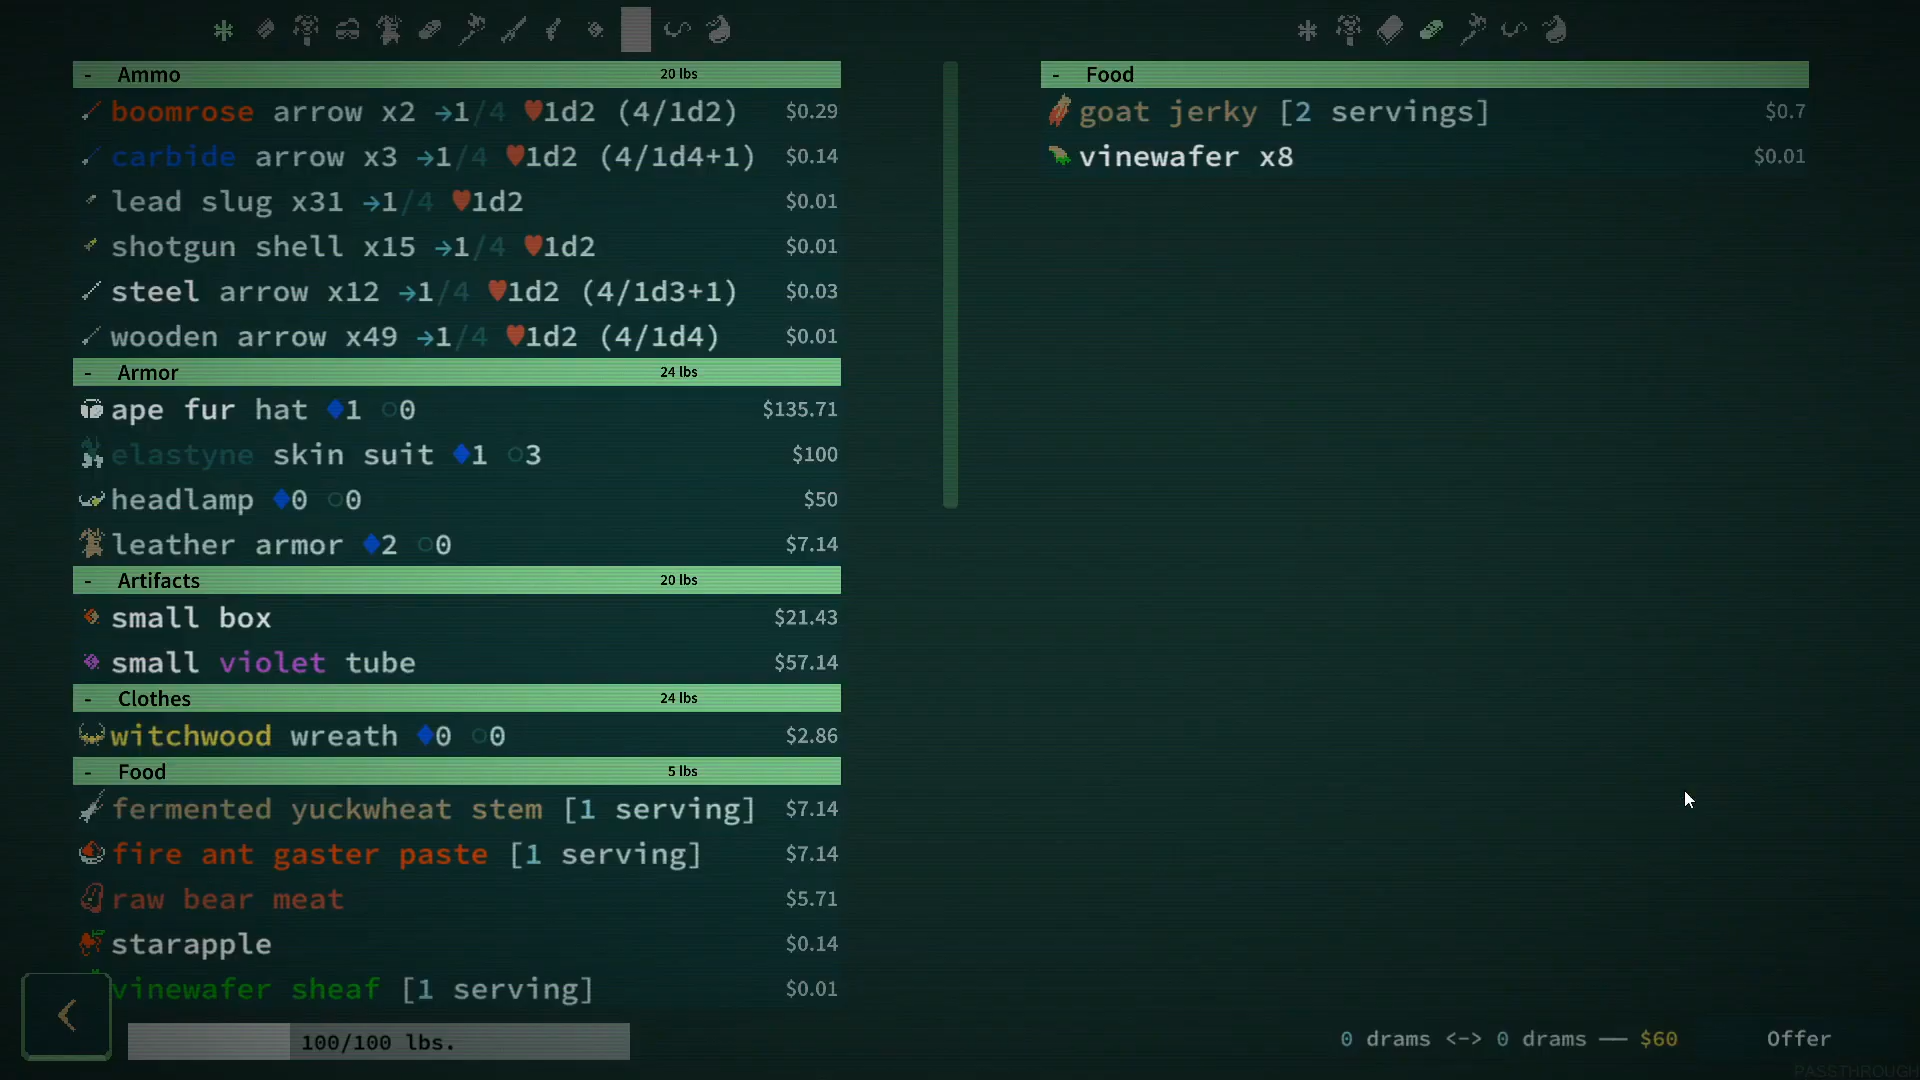 - Ammo 20 lbs
boomrose arrow x2 →1/4 ♥1d2 (4/1d2) $0.29
carbide arrow x3 →1/4 ♥1d2 (4/1d4+1) $0.14
lead slug x31 →1/4 ♥1d2 $0.01
shotgun shell x15 →1/4 ♥1d2 $0.01
steel arrow x12 →1/4 ♥1d2 (4/1d3+1) $0.03
wooden arrow x49 →1/4 ♥1d2 (4/1d4) $0.01
- Armor 24 lbs
ape fur hat ♦1 ○0 $135.71
elastyne skin suit ♦1 ○3 $100
headlamp ♦0 ○0 $50
leather armor ♦2 ○0 $7.14
- Artifacts 20 lbs
small box $21.43
small violet tube $57.14
- Clothes 24 lbs
witchwood wreath ♦0 ○0 $2.86
- Food 5 lbs
fermented yuckwheat stem [1 serving] $7.14
fire ant gaster paste [1 serving] $7.14
raw bear meat $5.71
starapple $0.14
vinewafer sheaf [1 serving] $0.01
100/100 lbs.
- Food
goat jerky [2 servings] $0.7
vinewafer x8 $0.01
0 drams <-> 0 drams — $60 Offer
PASSTHROUGH